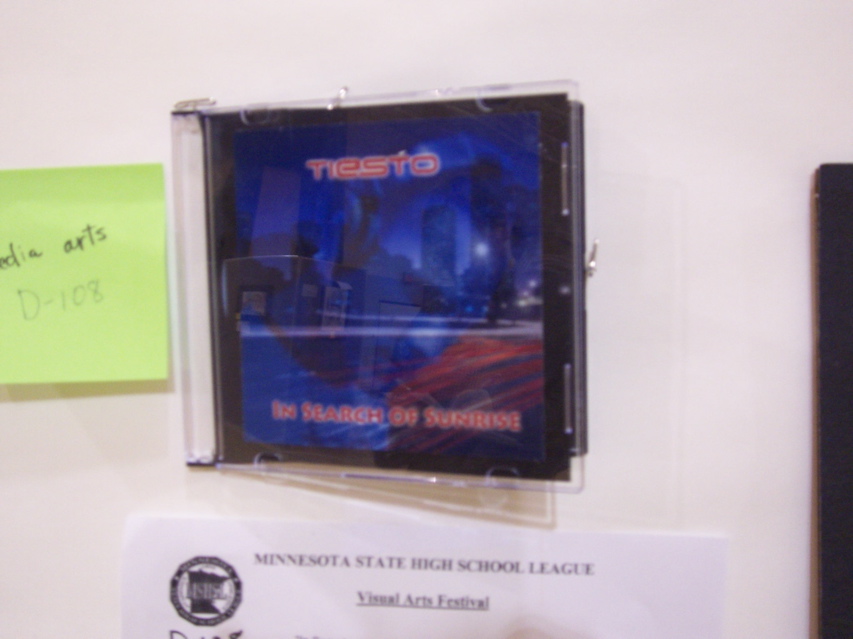 TIESTO
IN SEARCH OF SUNRISE
edia arts
D-108
MINNESOTA STATE HIGH SCHOOL LEAGUE
Visual Arts Festival